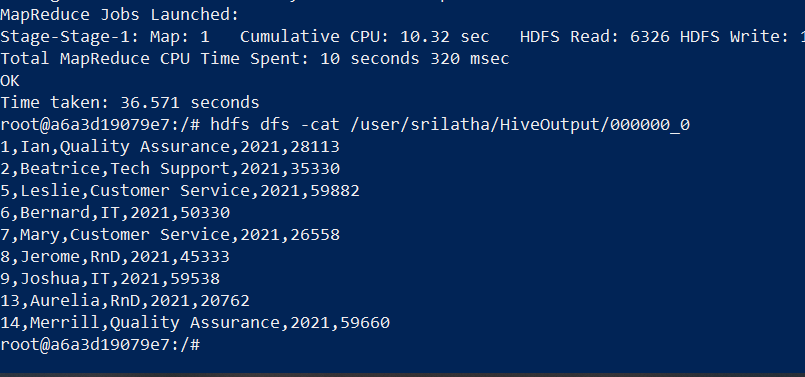 MapReduce Jobs Launched:
Stage-Stage-1: Map: 1   Cumulative CPU: 10.32 sec   HDFS Read: 6326 HDFS Write: 1
Total MapReduce CPU Time Spent: 10 seconds 320 msec
OK
Time taken: 36.571 seconds
root@a6a3d19079e7:/# hdfs dfs -cat /user/srilatha/HiveOutput/000000_0
1,Ian,Quality Assurance,2021,28113
2,Beatrice,Tech Support,2021,35330
5,Leslie,Customer Service,2021,59882
6,Bernard,IT,2021,50330
7,Mary,Customer Service,2021,26558
8,Jerome,RnD,2021,45333
9,Joshua,IT,2021,59538
13,Aurelia,RnD,2021,20762
14,Merrill,Quality Assurance,2021,59660
root@a6a3d19079e7:/#